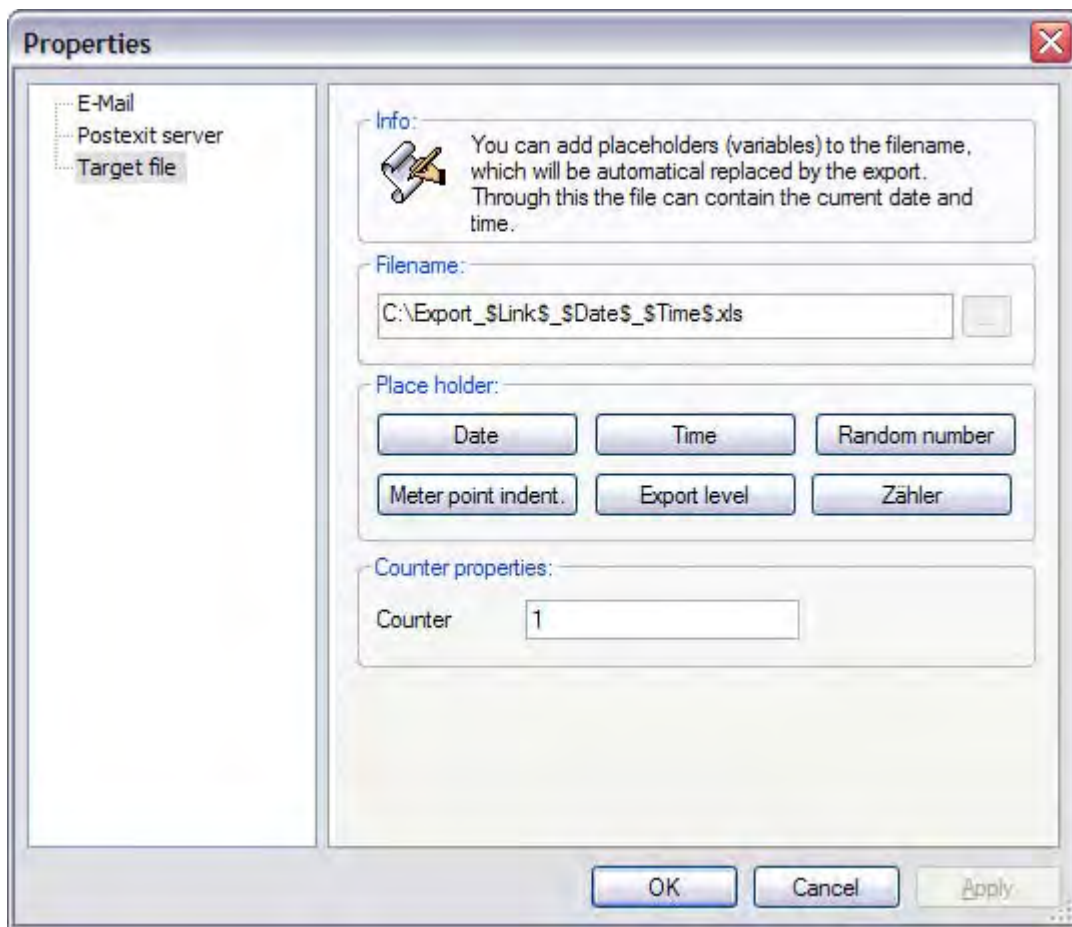 Properties
E-Mail
Postexit server
Target file
Info:
You can add placeholders (variables) to the filename,
which will be automatical replaced by the export.
Through this the file can contain the current date and
time.
Filename:
C:\Export_$Link$_$Date$_$Time$.xls
...
Place holder:
Date
Time
Random number
Meter point indent.
Export level
Zähler
Counter properties:
Counter
1
OK
Cancel
Apply